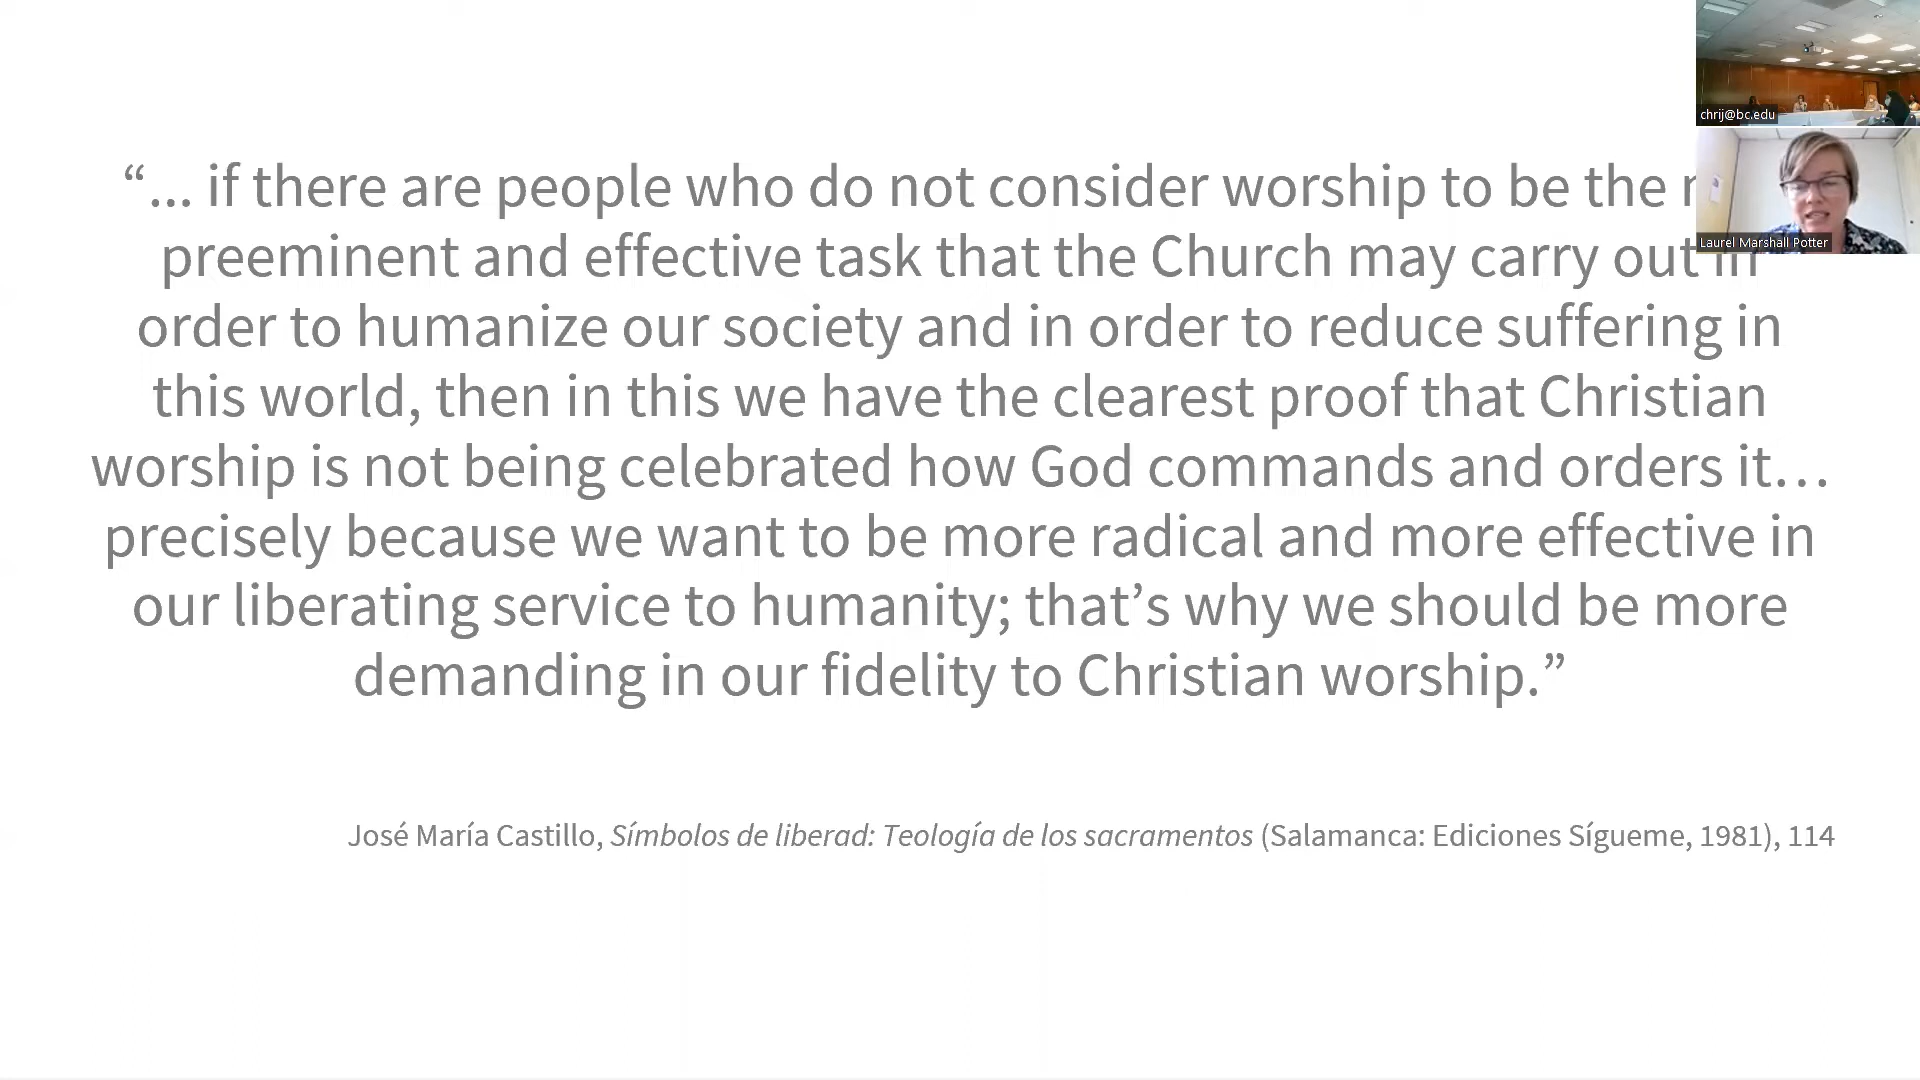 “... if there are people who do not consider worship to be the
preeminent and effective task that the Church may carry out in
order to humanize our society and in order to reduce suffering in
this world, then in this we have the clearest proof that Christian
worship is not being celebrated how God commands and orders it…
precisely because we want to be more radical and more effective in
our liberating service to humanity; that’s why we should be more
demanding in our fidelity to Christian worship.”
José María Castillo, Símbolos de liberad: Teología de los sacramentos (Salamanca: Ediciones Sígueme, 1981), 114
chrij@bc.edu
Laurel Marshall Potter